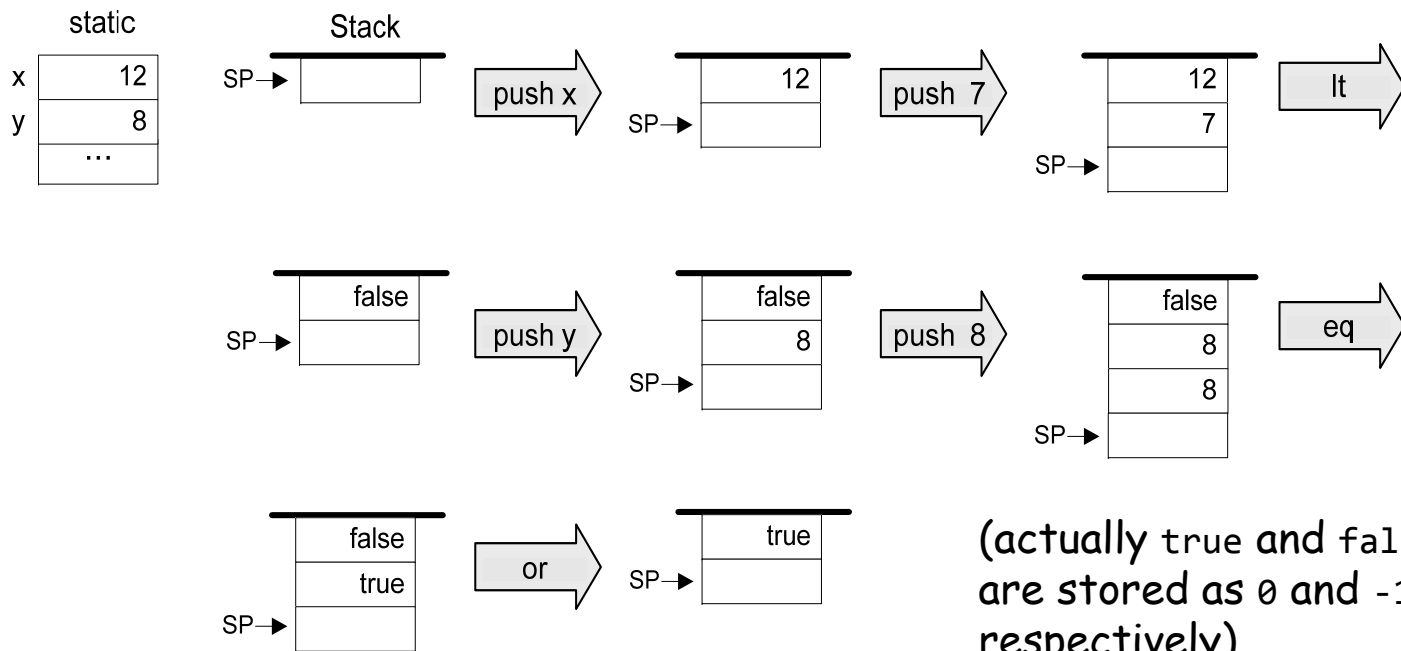 static Stack
x 12 SP push x 12 push 7 12 lt
y 8 SP 7
... SP
false push y false push 8 false eq
SP 8 8
SP 8
SP
false or true
true SP
SP
(actually true and fal
are stored as 0 and -1
respectively)